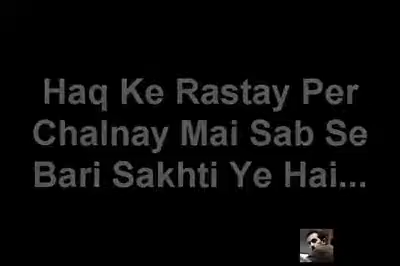 Haq Ke Rastay Per
Chalnay Mai Sab Se
Bari Sakhti Ye Hai...